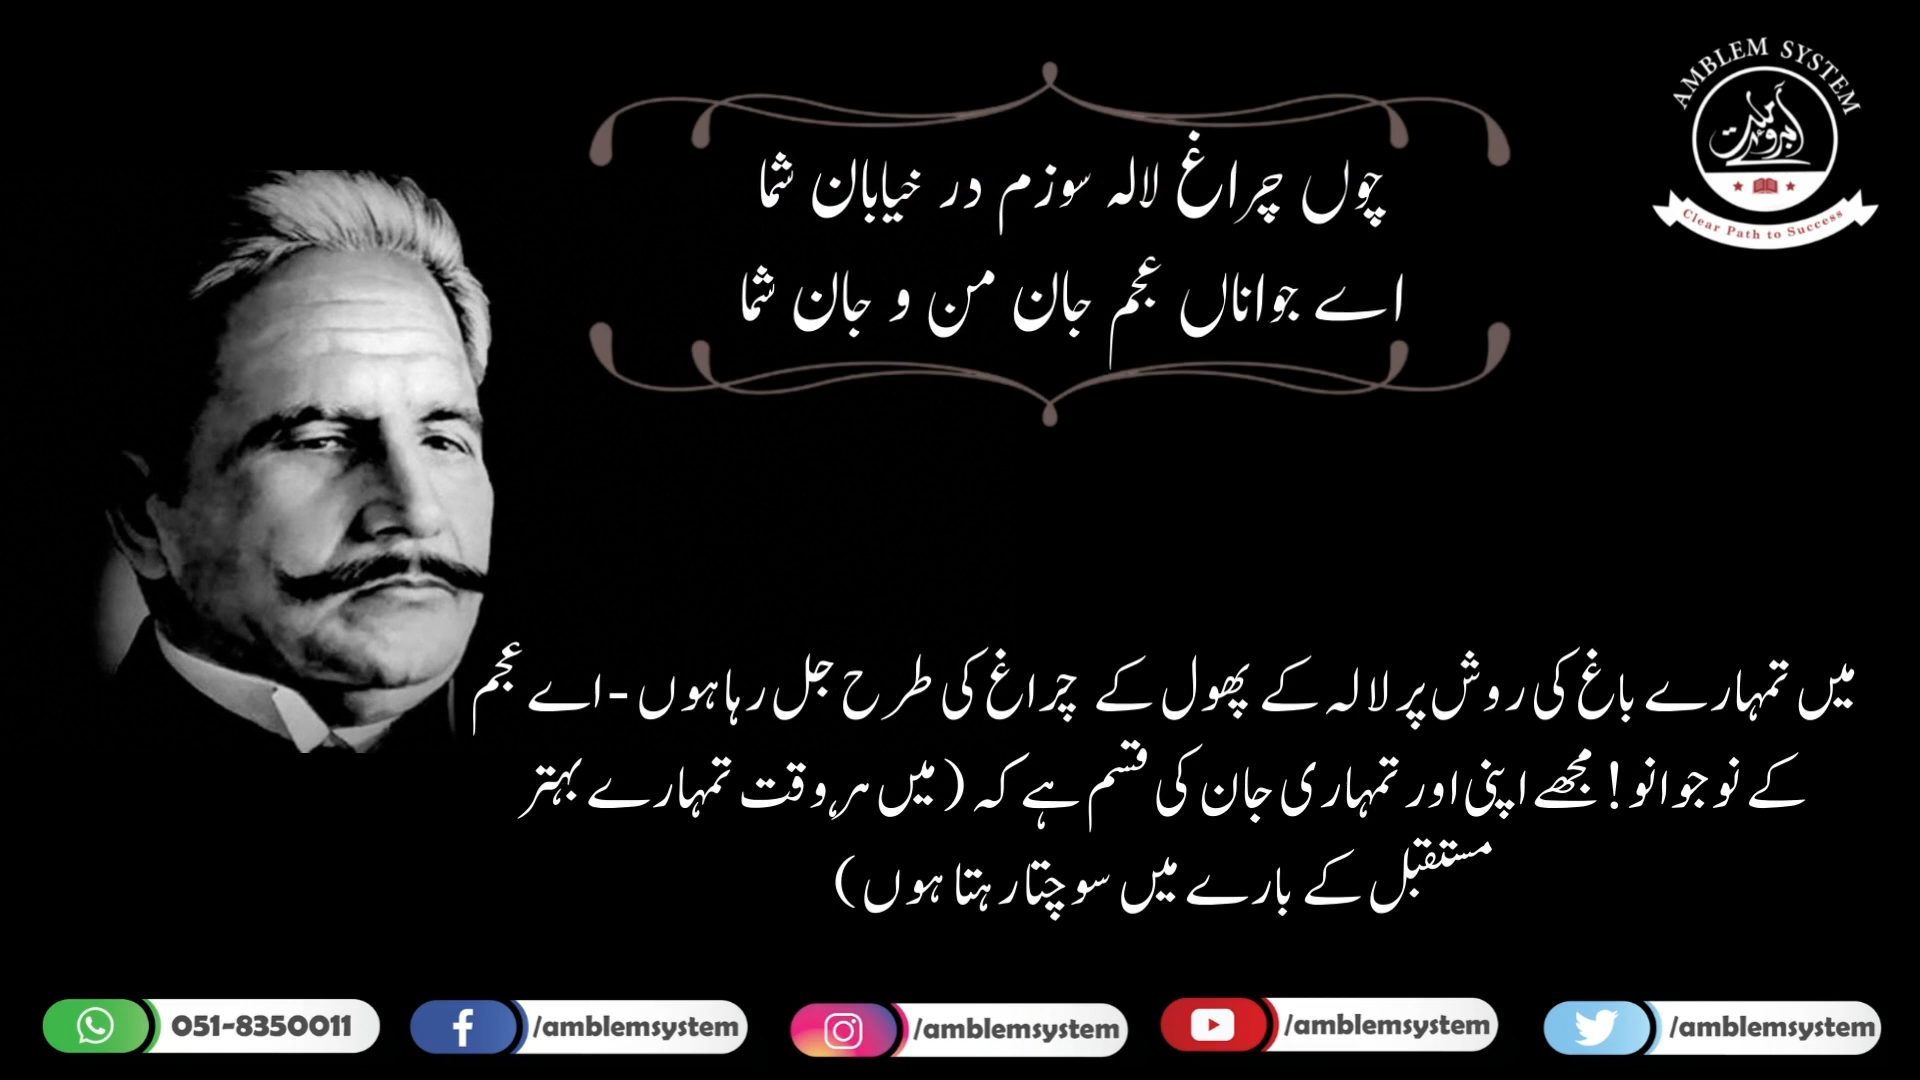 AMBLEM SYSTEM
Clear Path to Success
چوں چراغ لالہ سوزم در خیابان شما
اے جواناں عجم جان من و جان شما
میں تمہارے باغ کی روش پر لالہ کے پھول کے چراغ کی طرح جل رہا ہوں - اے عجم
کے نوجوانو! مجھے اپنی اور تمہاری جان کی قسم ہے کہ (میں ہر وقت تمہارے بہتر
مستقبل کے بارے میں سوچتا رہتا ہوں)
051-8350011
/amblemsystem
/amblemsystem
/amblemsystem
/amblemsystem